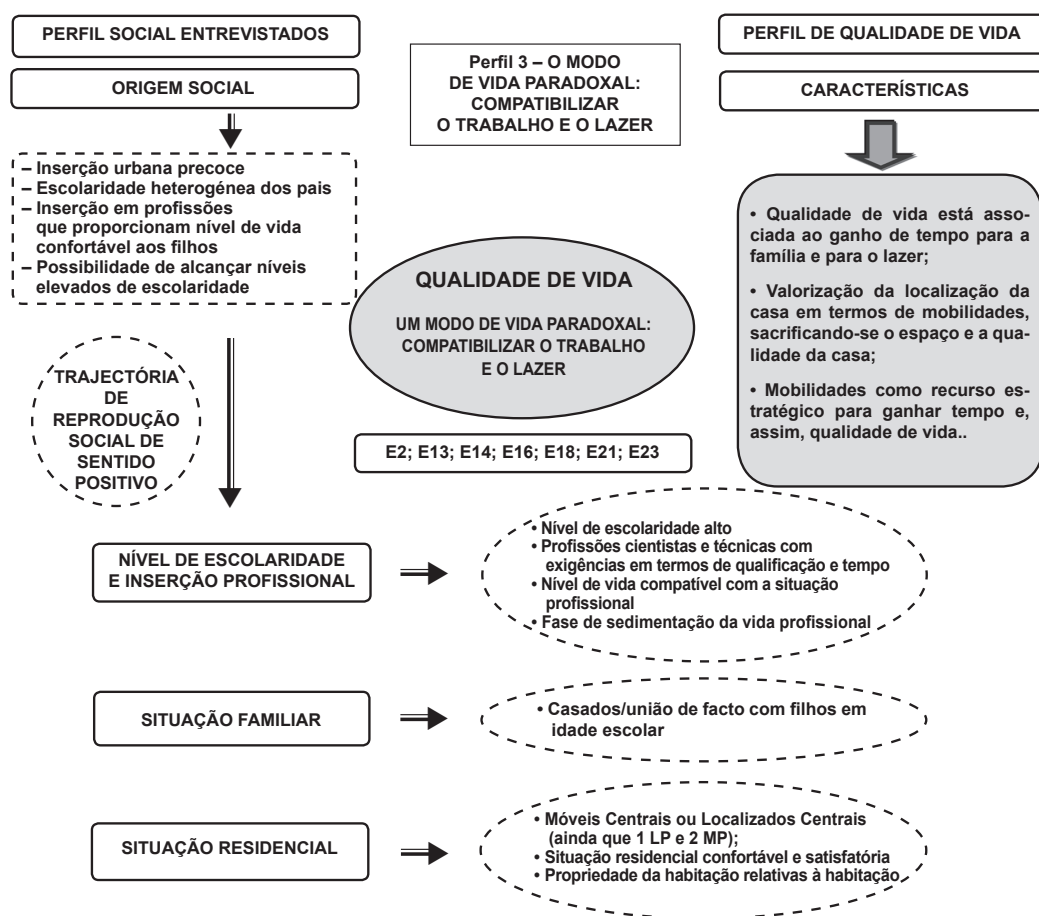 PERFIL SOCIAL ENTREVISTADOS
ORIGEM SOCIAL
– Inserção urbana precoce
– Escolaridade heterogénea dos pais
– Inserção em profissões
que proporcionam nível de vida
confortável aos filhos
– Possibilidade de alcançar níveis
elevados de escolaridade
TRAJECTÓRIA
DE
REPRODUÇÃO
SOCIAL DE
SENTIDO
POSITIVO
Perfil 3 – O MODO
DE VIDA PARADOXAL:
COMPATIBILIZAR
O TRABALHO E O LAZER
QUALIDADE DE VIDA
UM MODO DE VIDA PARADOXAL:
COMPATIBILIZAR O TRABALHO
E O LAZER
E2; E13; E14; E16; E18; E21; E23
PERFIL DE QUALIDADE DE VIDA
CARACTERÍSTICAS
• Qualidade de vida está asso-
ciada ao ganho de tempo para a
família e para o lazer;
• Valorização da localização da
casa em termos de mobilidades,
sacrificando-se o espaço e a qua-
lidade da casa;
• Mobilidades como recurso es-
tratégico para ganhar tempo e,
assim, qualidade de vida..
NÍVEL DE ESCOLARIDADE
E INSERÇÃO PROFISSIONAL
• Nível de escolaridade alto
• Profissões cientistas e técnicas com
exigências em termos de qualificação e tempo
• Nível de vida compatível com a situação
profissional
• Fase de sedimentação da vida profissional
SITUAÇÃO FAMILIAR
• Casados/união de facto com filhos em
idade escolar
SITUAÇÃO RESIDENCIAL
• Móveis Centrais ou Localizados Centrais
(ainda que 1 LP e 2 MP);
• Situação residencial confortável e satisfatória
• Propriedade da habitação relativas à habitação